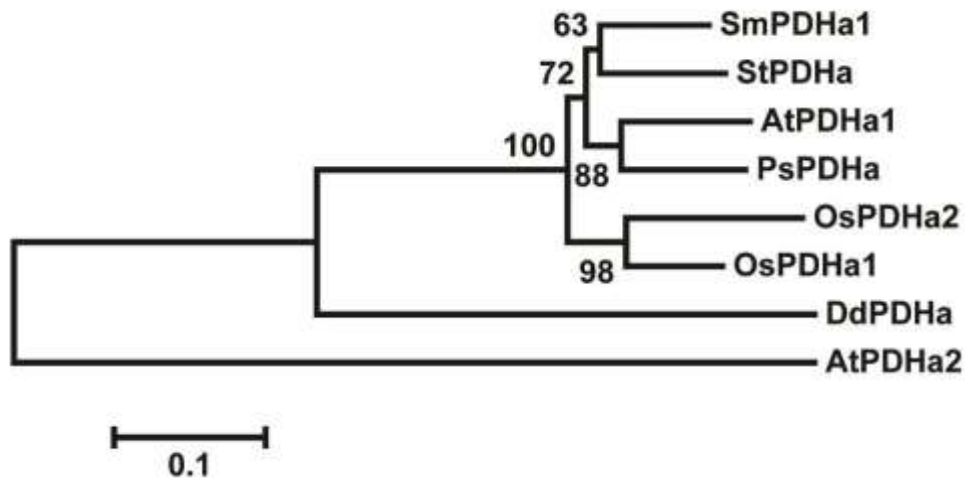 63 SmPDHa1
72 StPDHa
AtPDHa1
100
88 PsPDHa
OsPDHa2
98 OsPDHa1
DdPDHa
AtPDHa2
0.1